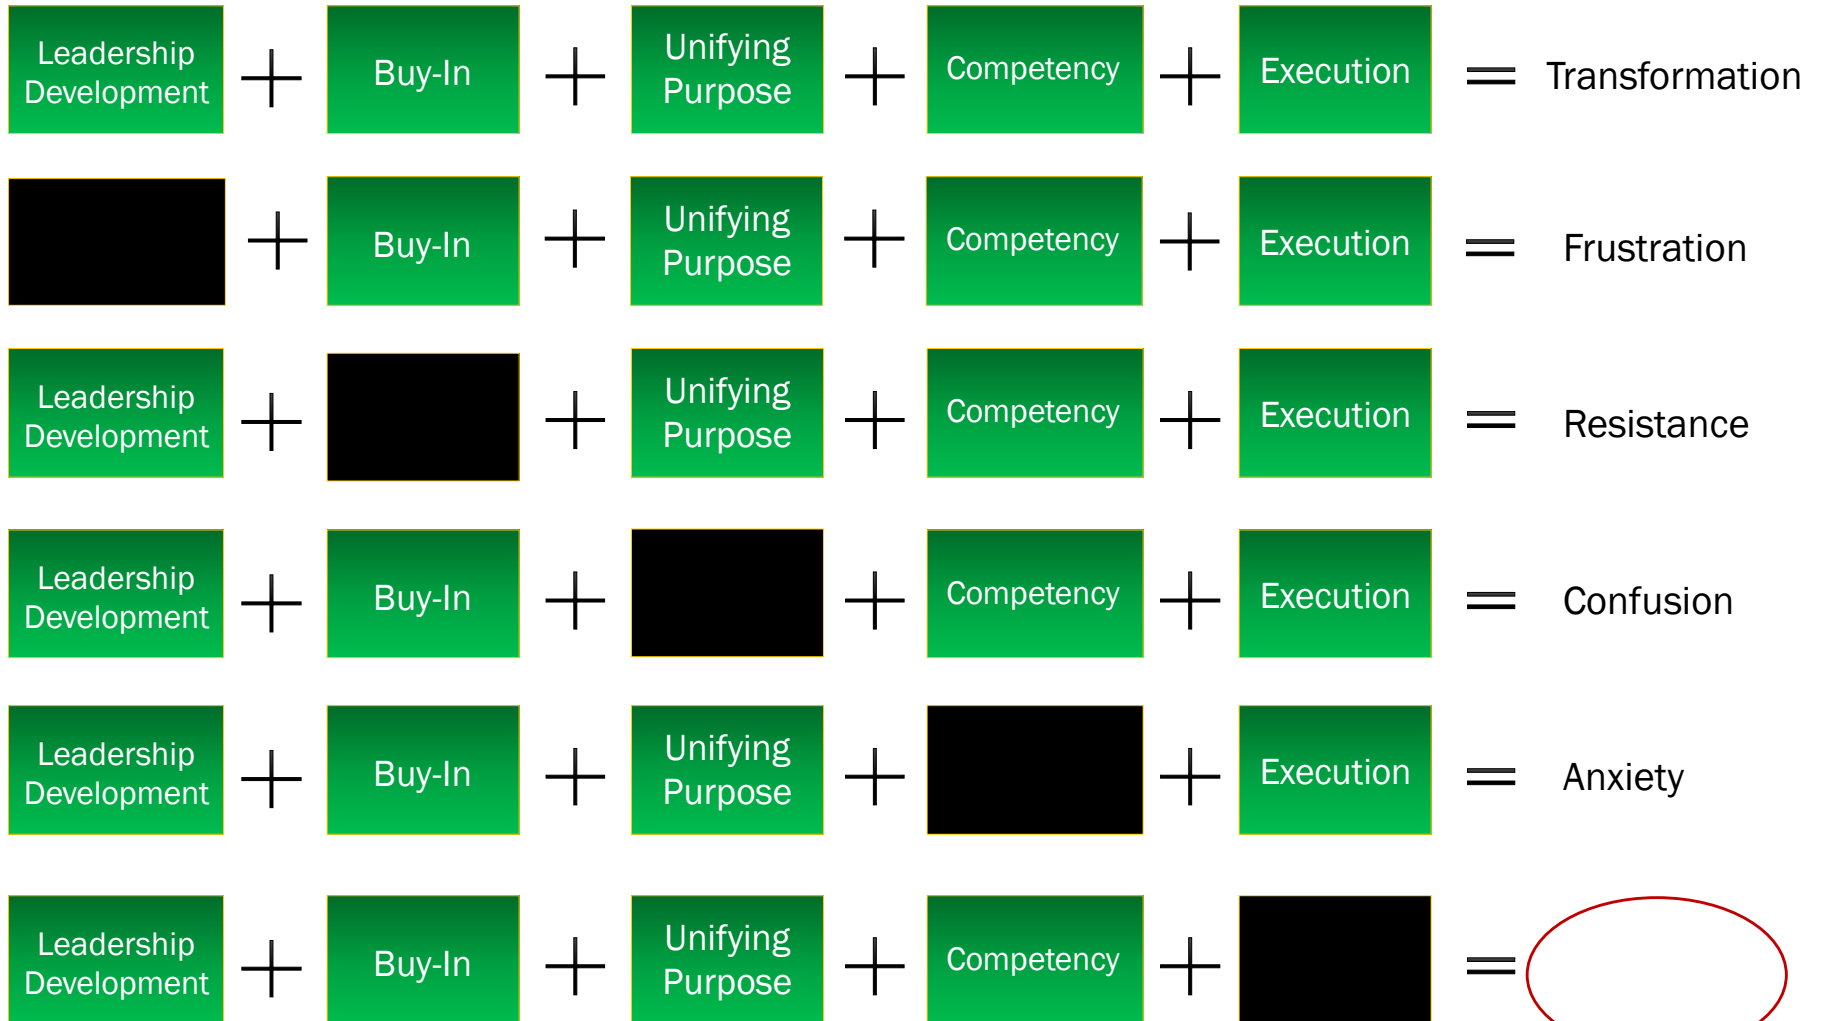 Leadership
Development
+
Buy-In
+
Unifying
Purpose
+
Competency
+
Execution
=
Transformation
+
Buy-In
+
Unifying
Purpose
+
Competency
+
Execution
=
Frustration
Leadership
Development
+
+
Unifying
Purpose
+
Competency
+
Execution
=
Resistance
Leadership
Development
+
Buy-In
+
+
Competency
+
Execution
=
Confusion
Leadership
Development
+
Buy-In
+
Unifying
Purpose
+
+
Execution
=
Anxiety
Leadership
Development
+
Buy-In
+
Unifying
Purpose
+
Competency
+
=